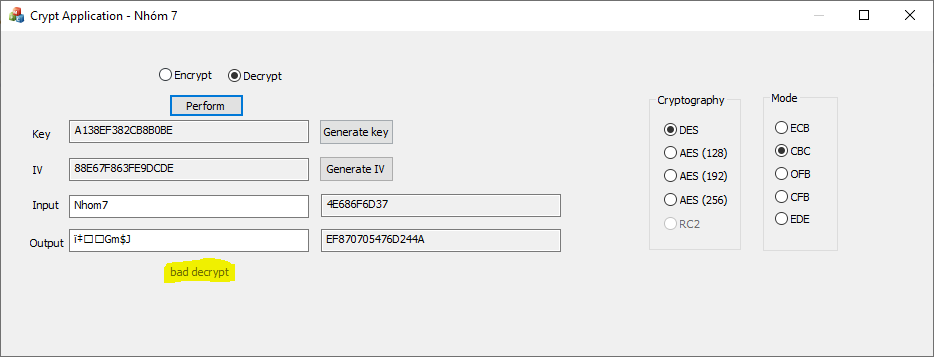 Crypt Application - Nhóm 7
Encrypt Decrypt
Perform
Key A138EF382CB8B0BE Generate key
IV 88E67F863FE9DCDE Generate IV
Input Nhom7 4E686F6D37
Output ï‡□□Gm$J EF870705476D244A
bad decrypt
Cryptography
DES
AES (128)
AES (192)
AES (256)
RC2
Mode
ECB
CBC
OFB
CFB
EDE